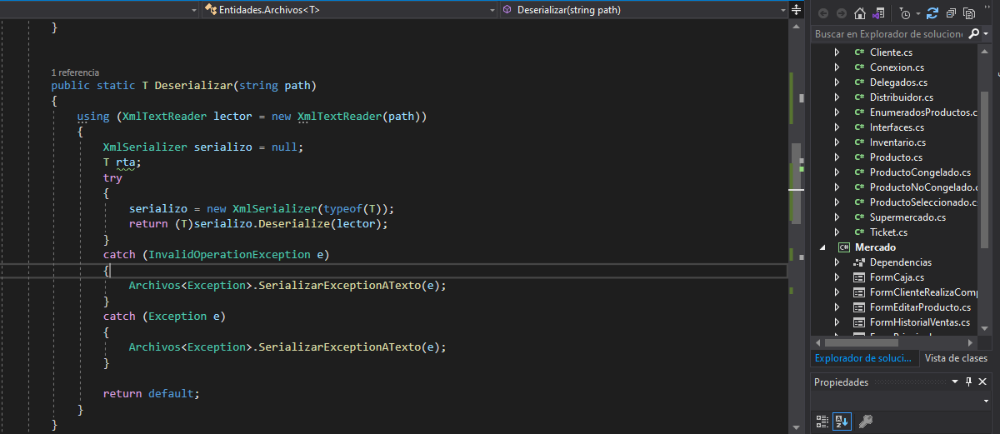 Entidades.Archivos<T>
Deserializar(string path)
}
1 referencia
public static T Deserializar(string path)
{
using (XmlTextReader lector = new XmlTextReader(path))
{
XmlSerializer serializo = null;
T rta;
try
{
serializo = new XmlSerializer(typeof(T));
return (T)serializo.Deserialize(lector);
}
catch (InvalidOperationException e)
{
Archivos<Exception>.SerializarExceptionATexto(e);
}
catch (Exception e)
{
Archivos<Exception>.SerializarExceptionATexto(e);
}
return default;
}
}
Buscar en Explorador de solucion
C# Cliente.cs
C# Conexion.cs
C# Delegados.cs
C# Distribuidor.cs
C# EnumeradosProductos.c
C# Interfaces.cs
C# Inventario.cs
C# Producto.cs
C# ProductoCongelado.cs
C# ProductoNoCongelado.c
C# ProductoSeleccionado.c
C# Supermercado.cs
C# Ticket.cs
C# Mercado
Dependencias
FormCaja.cs
FormClienteRealizaComp
FormEditarProducto.cs
FormHistorialVentas.cs
Explorador de soluci...
Vista de clases
Propiedades